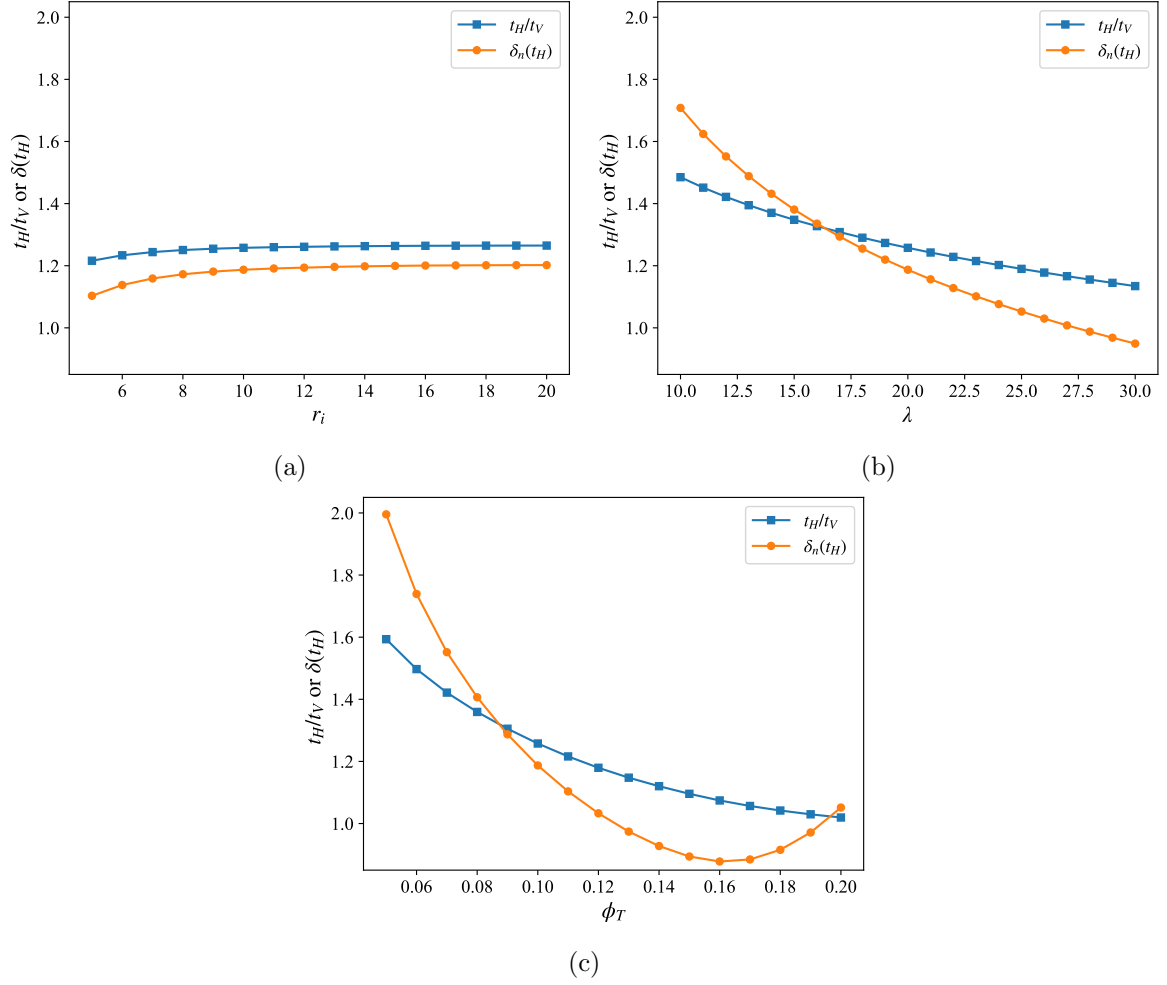 2.0
1.8
1.6
1.4
1.2
1.0
t_H/t_V or δ(t_H)
t_H/t_V
δ_n(t_H)
6 8 10 12 14 16 18 20
r_i
(a)
2.0
1.8
1.6
1.4
1.2
1.0
t_H/t_V or δ(t_H)
t_H/t_V
δ_n(t_H)
10.0 12.5 15.0 17.5 20.0 22.5 25.0 27.5 30.0
λ
(b)
2.0
1.8
1.6
1.4
1.2
1.0
t_H/t_V or δ(t_H)
t_H/t_V
δ_n(t_H)
0.06 0.08 0.10 0.12 0.14 0.16 0.18 0.20
ϕ_T
(c)